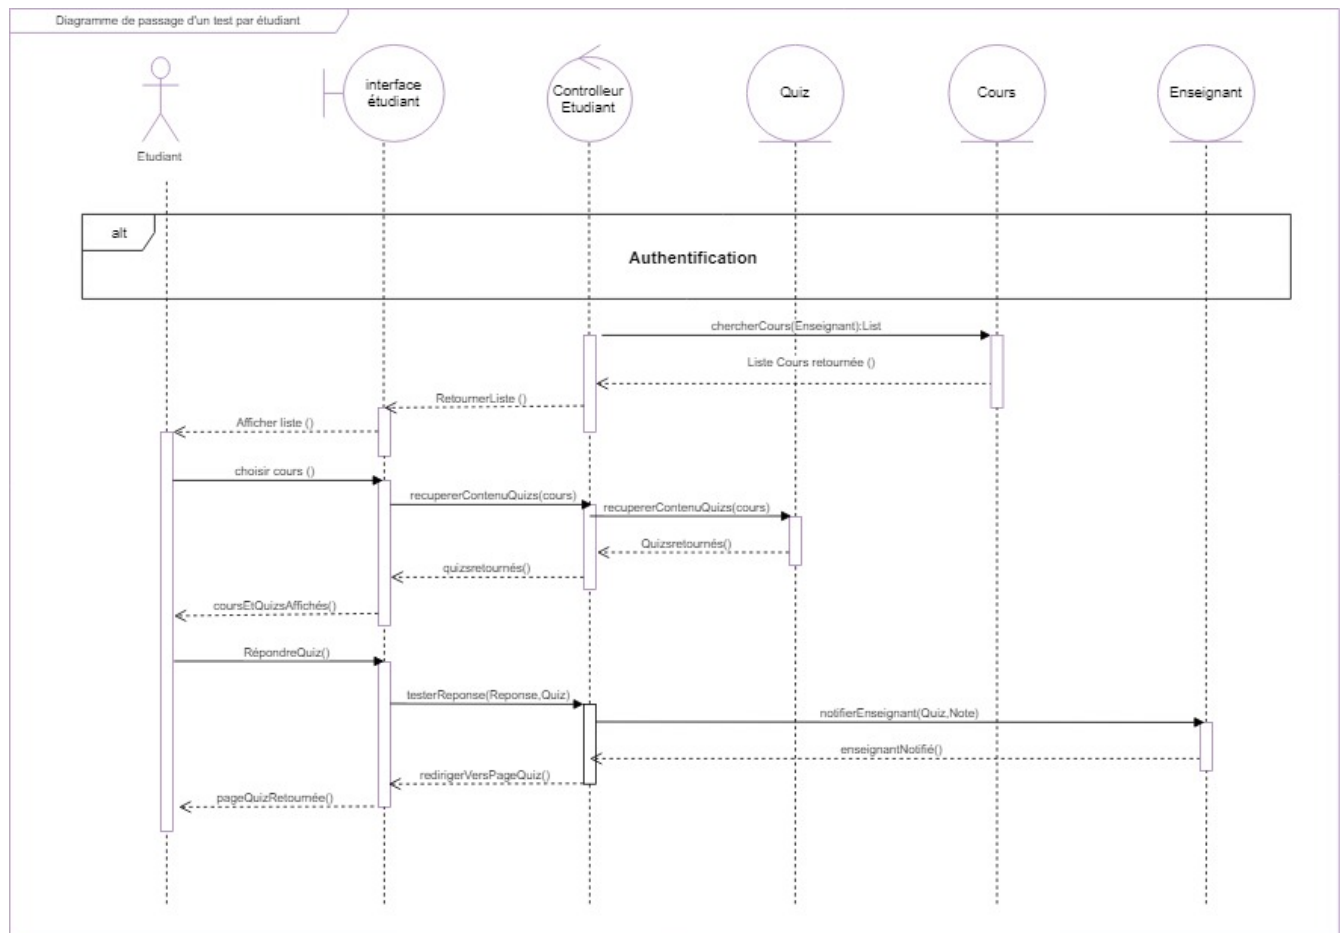 Diagramme de passage d'un test par étudiant
interface
étudiant
Controlleur
Etudiant
Quiz
Cours
Enseignant
Etudiant
alt
Authentification
chercherCours(Enseignant):List
Liste Cours retournée ()
RetournerListe ()
Afficher liste ()
choisir cours ()
recupererContenuQuizs(cours)
recupererContenuQuizs(cours)
Quizsretournés()
quizsretournés()
coursEtQuizsAffichés()
RépondreQuiz()
testerReponse(Reponse,Quiz)
notifierEnseignant(Quiz,Note)
enseignantNotifié()
redirigerVersPageQuiz()
pageQuizRetournée()